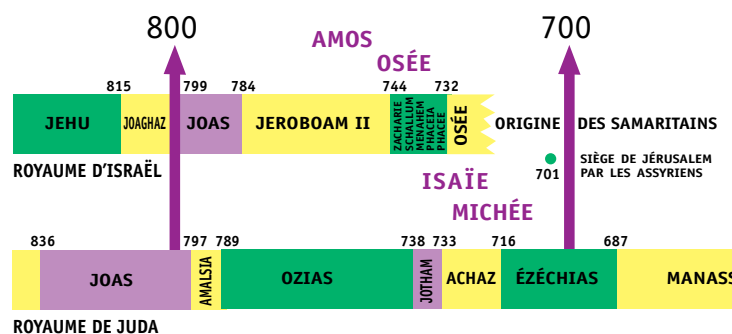 800
700
AMOS
OSÉE
815
799
784
744
732
JEHU
JOAGHAZ
JOAS
JEROBOAM II
ZACHARIE
SCHALLUM
MENAHEM
PHACEIA
PHACEE
OSÉE
ORIGINE DES SAMARITAINS
ROYAUME D'ISRAËL
701
SIÈGE DE JÉRUSALEM
PAR LES ASSYRIENS
ISAÏE
MICHÉE
836
797
789
738
733
716
687
JOAS
AMALSIA
OZIAS
JOTHAM
ACHAZ
ÉZÉCHIAS
MANASS
ROYAUME DE JUDA